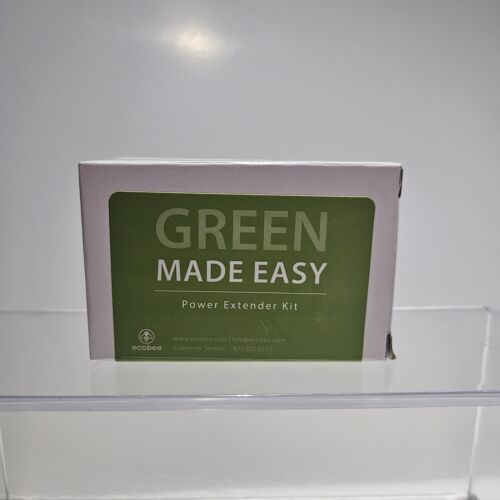 GREEN
MADE EASY
Power Extender Kit
ecobee
www.ecobee.com | info@ecobee.com
Customer Service